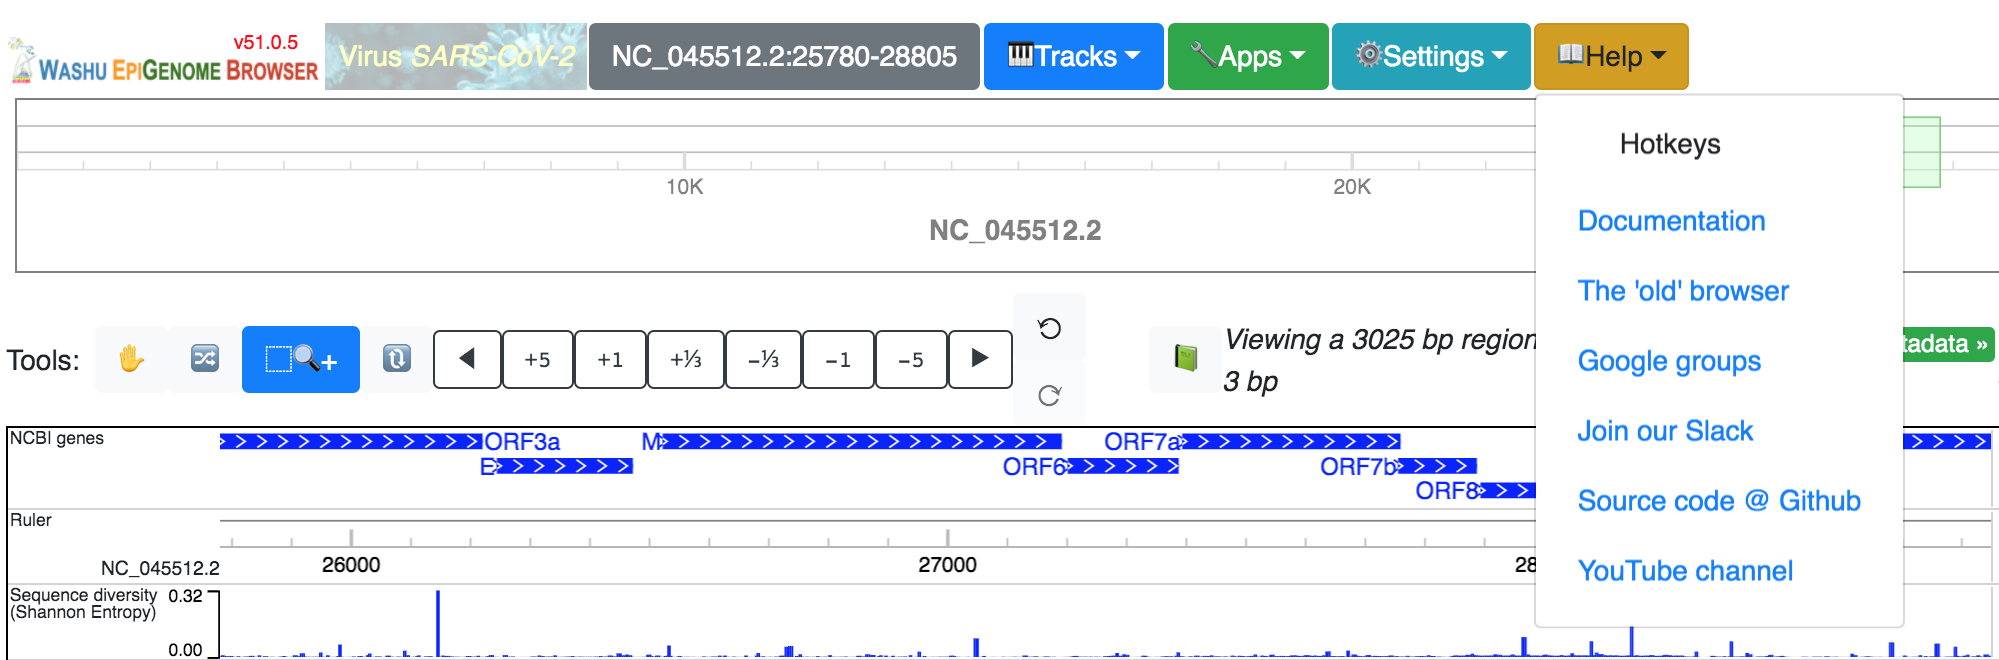 v51.0.5
WASHU EPIGENOME BROWSER
Virus SARS-CoV-2
NC_045512.2:25780-28805
Tracks
Apps
Settings
Help
Hotkeys
Documentation
The 'old' browser
Google groups
Join our Slack
Source code @ Github
YouTube channel
10K
20K
NC_045512.2
Tools:
+5
+1
+⅓
-⅓
-1
-5
Viewing a 3025 bp region
3 bp
tadata »
NCBI genes
ORF3a
M
ORF7a
E
ORF6
ORF7b
ORF8
Ruler
NC_045512.2
26000
27000
28
Sequence diversity
(Shannon Entropy)
0.32
0.00